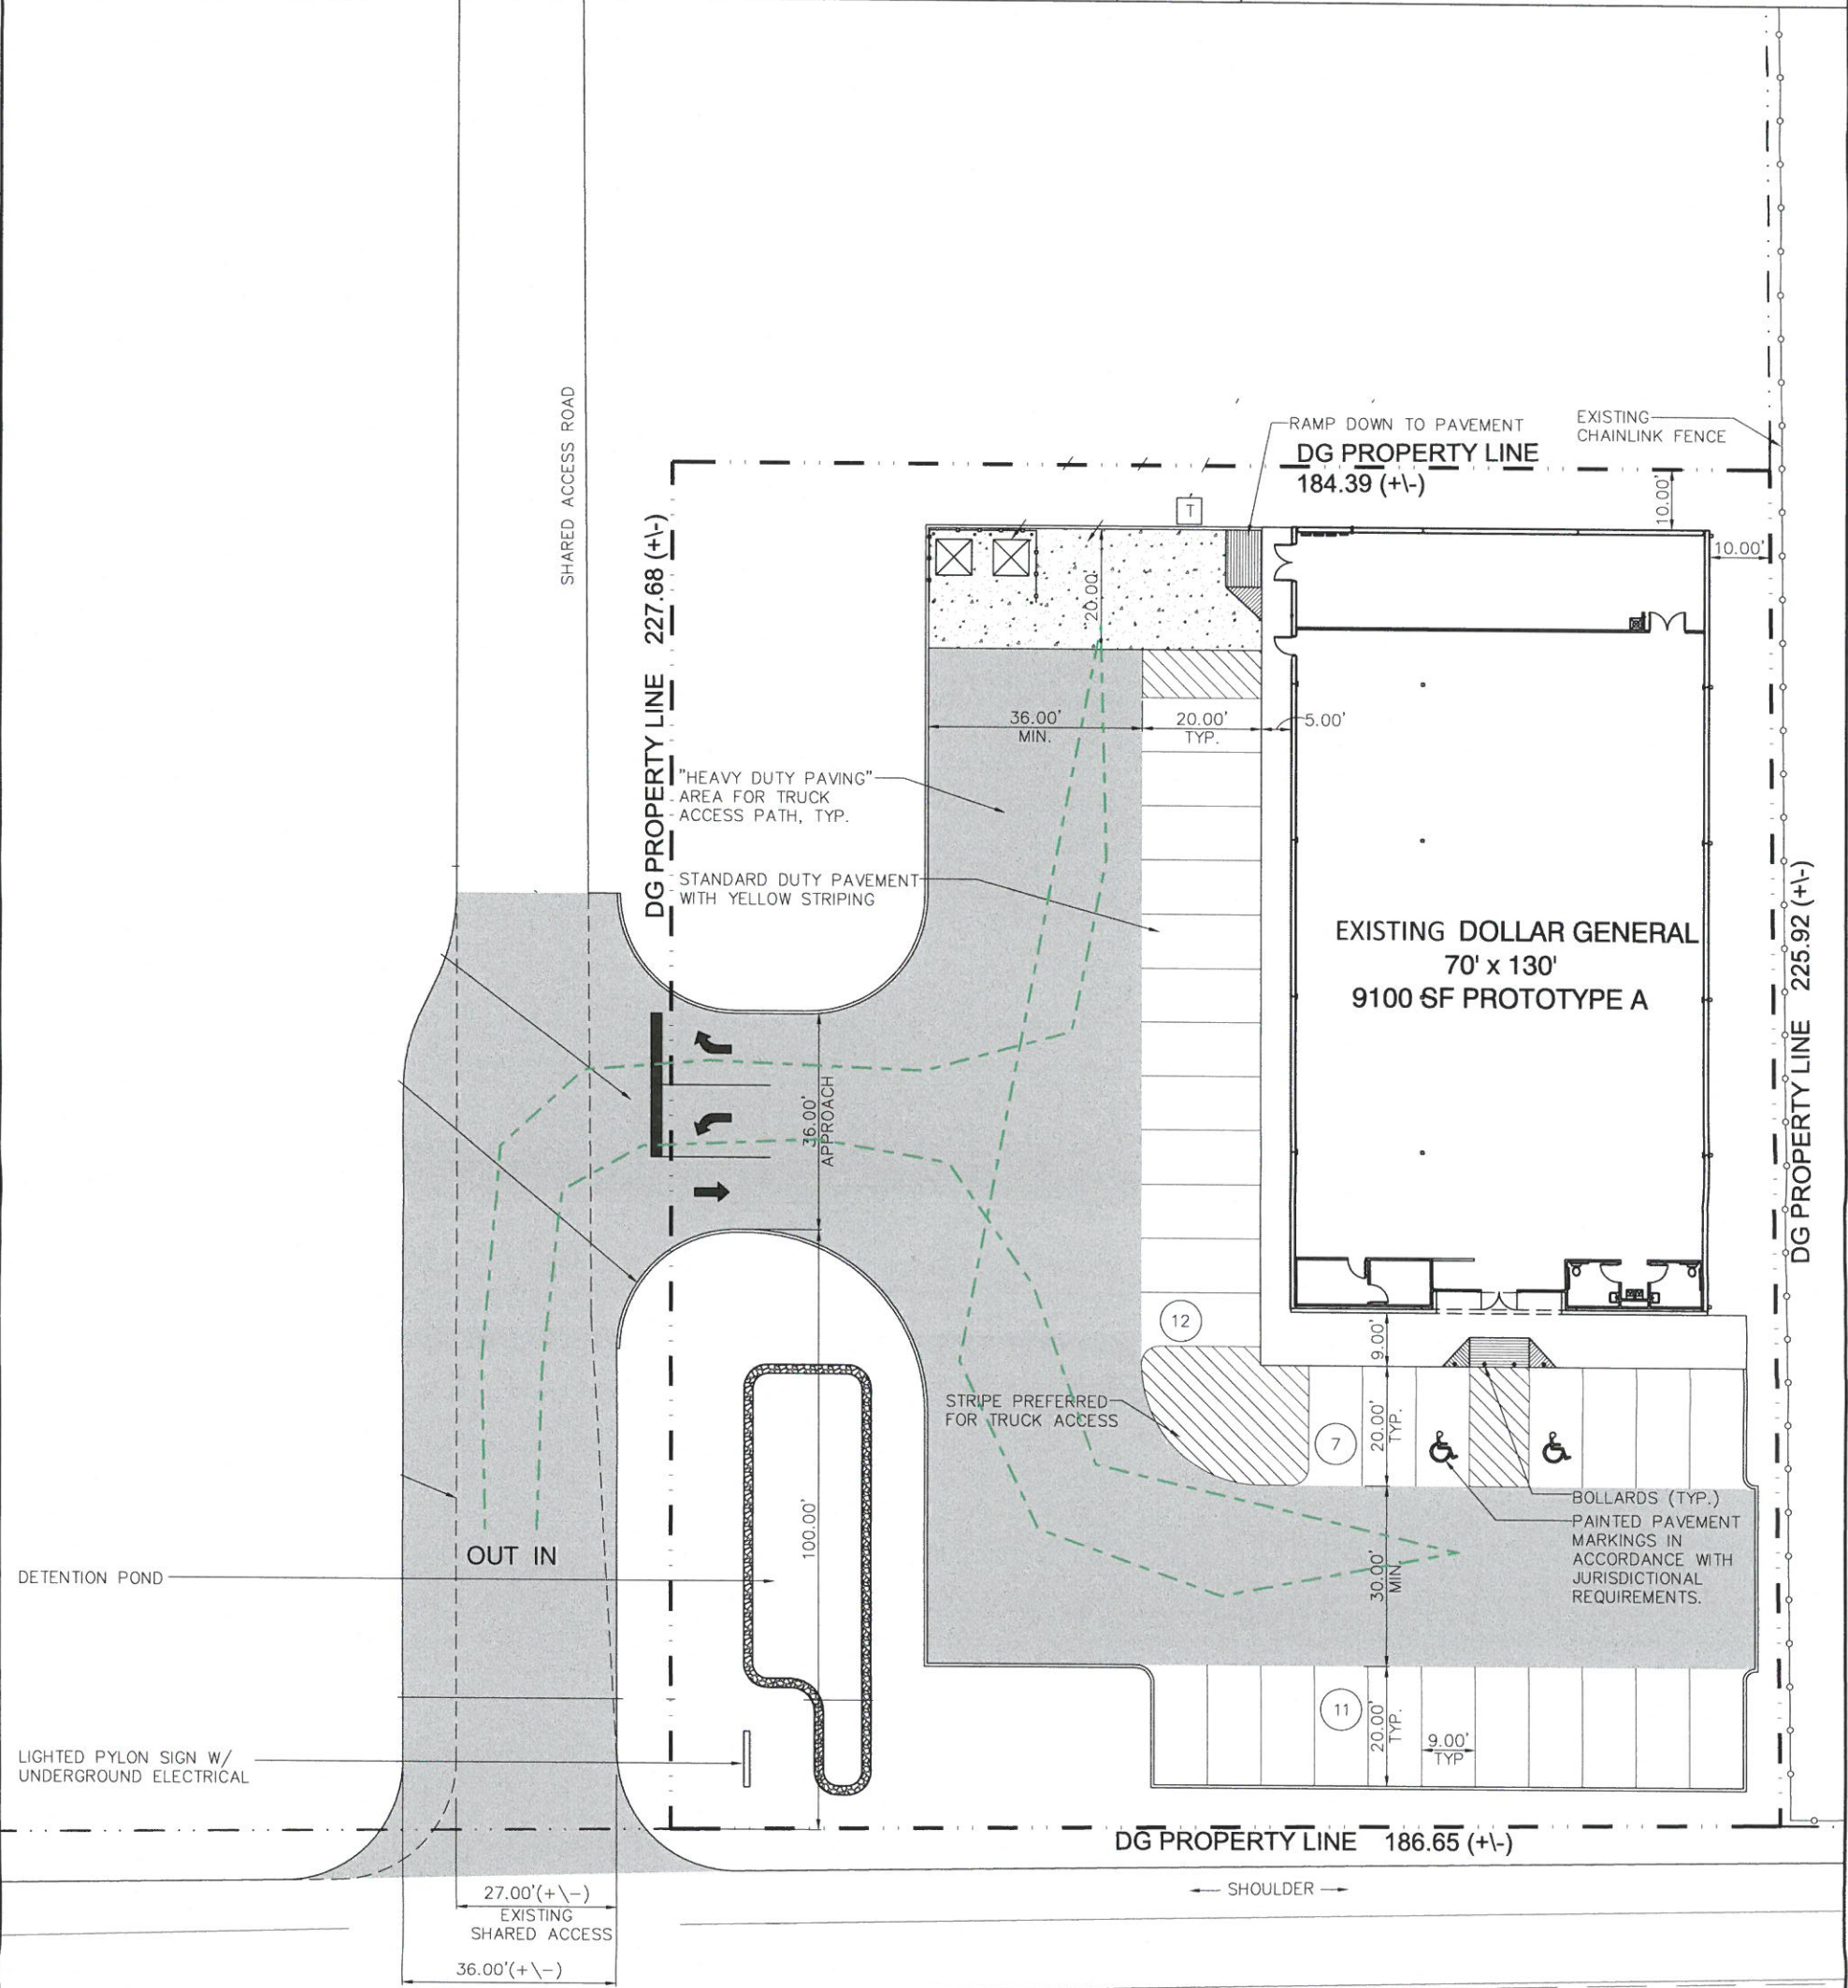 RAMP DOWN TO PAVEMENT
EXISTING
CHAINLINK FENCE
DG PROPERTY LINE
184.39 (+\-)
10.00'
10.00'
T
SHARED ACCESS ROAD
DG PROPERTY LINE 227.68 (+\-)
20.00'
36.00'
MIN.
20.00'
TYP.
5.00'
"HEAVY DUTY PAVING"
AREA FOR TRUCK
ACCESS PATH, TYP.
STANDARD DUTY PAVEMENT
WITH YELLOW STRIPING
EXISTING DOLLAR GENERAL
70' x 130'
9100 SF PROTOTYPE A
DG PROPERTY LINE 225.92 (+\-)
36.00'
APPROACH
12
9.00'
STRIPE PREFERRED
FOR TRUCK ACCESS
7
20.00'
TYP.
BOLLARDS (TYP.)
PAINTED PAVEMENT
MARKINGS IN
ACCORDANCE WITH
JURISDICTIONAL
REQUIREMENTS.
100.00'
OUT IN
30.00'
MIN.
DETENTION POND
11
20.00'
TYP.
9.00'
TYP
LIGHTED PYLON SIGN W/
UNDERGROUND ELECTRICAL
DG PROPERTY LINE 186.65 (+\-)
SHOULDER
27.00'(+\-)
EXISTING
SHARED ACCESS
36.00'(+\-)